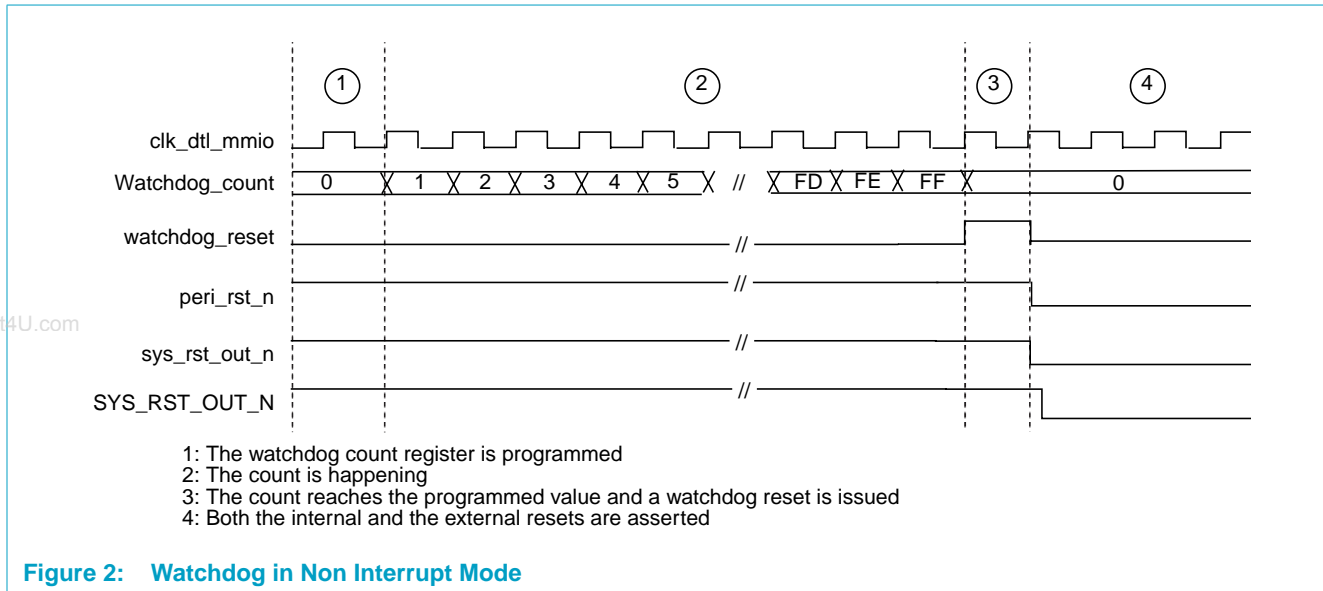 1 2 3 4
clk_dtl_mmio
Watchdog_count 0 1 2 3 4 5 // FD FE FF 0
watchdog_reset //
peri_rst_n //
t4U.com
sys_rst_out_n //
SYS_RST_OUT_N //
1: The watchdog count register is programmed
2: The count is happening
3: The count reaches the programmed value and a watchdog reset is issued
4: Both the internal and the external resets are asserted
Figure 2: Watchdog in Non Interrupt Mode